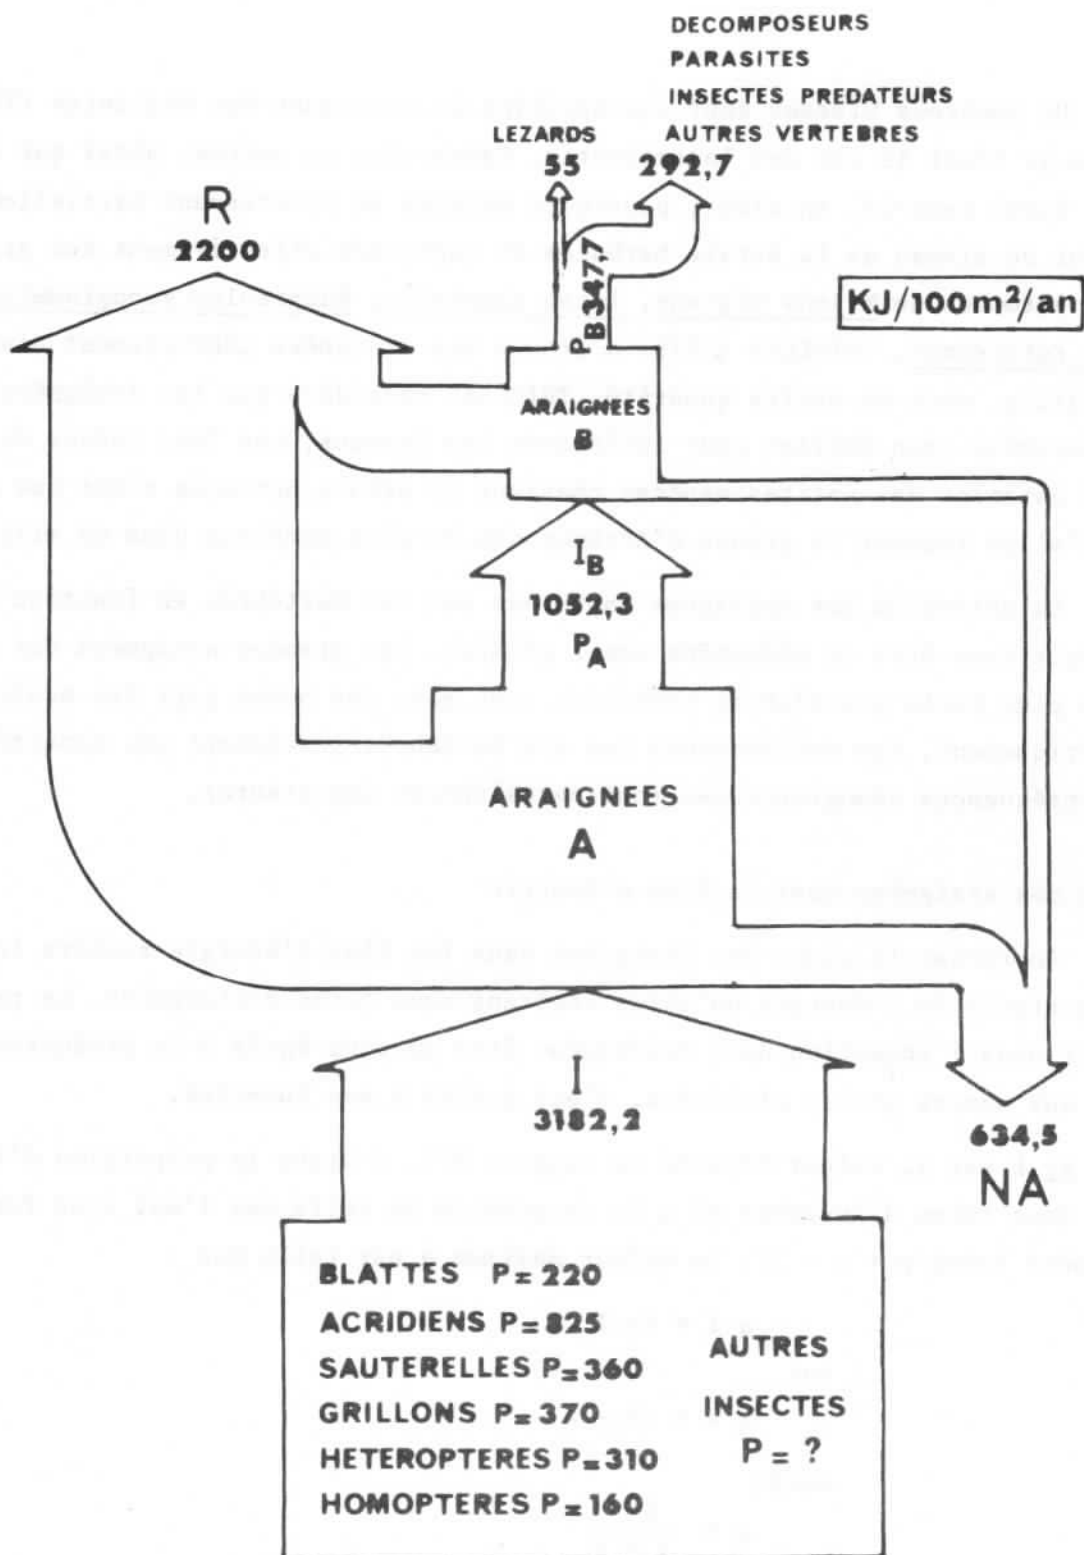 DECOMPOSEURS
PARASITES
INSECTES PREDATEURS
LEZARDS AUTRES VERTEBRES
55 292,7
R
2200
PB 347,7
KJ/100m²/an
ARAIGNEES
B
I_B
1052,3
P_A
ARAIGNEES
A
I
3182,2
634,5
NA
BLATTES P=220
ACRIDIENS P=825
SAUTERELLES P=360
GRILLONS P=370
HETEROPTERES P=310
HOMOPTERES P=160
AUTRES
INSECTES
P = ?